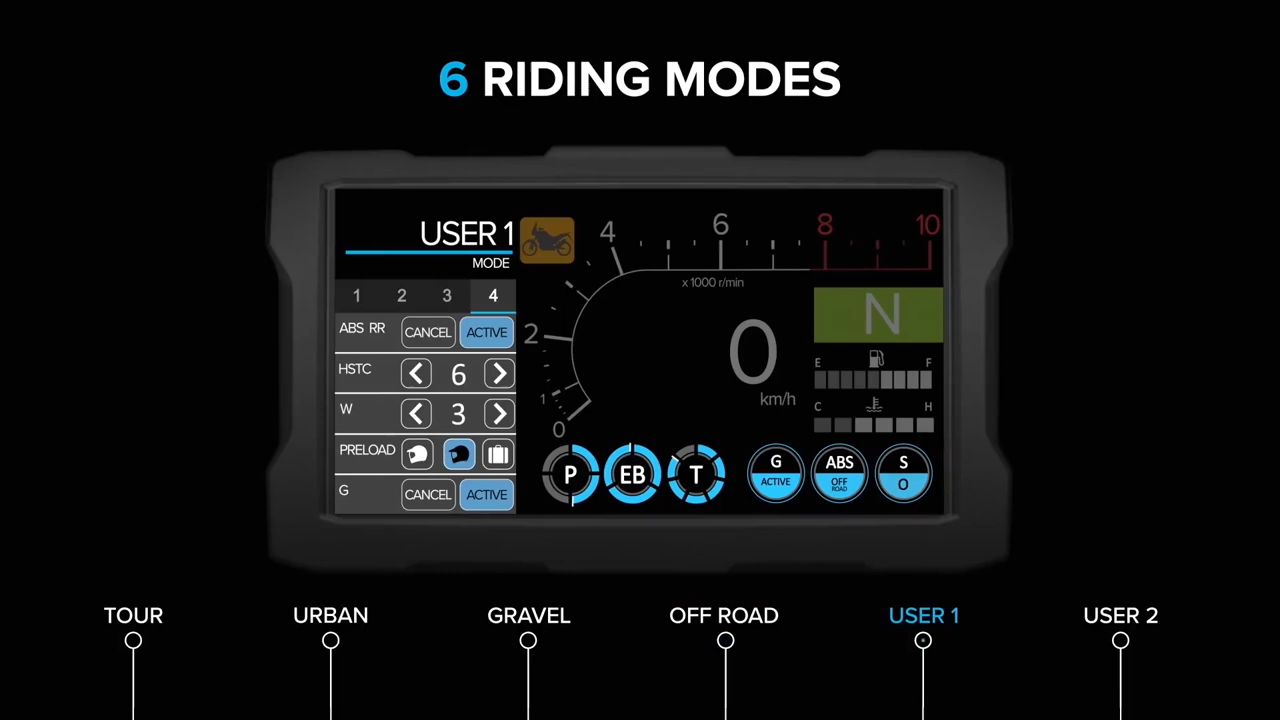 6 RIDING MODES
USER 1
MODE
1 2 3 4
ABS RR CANCEL ACTIVE
HSTC 6
W 3
PRELOAD
G CANCEL ACTIVE
0 1 2 4 6 8 10
x 1000 r/min
N
0
km/h
E F
C H
P EB T
G
ACTIVE
ABS
OFF
ROAD
S
O
TOUR URBAN GRAVEL OFF ROAD USER 1 USER 2